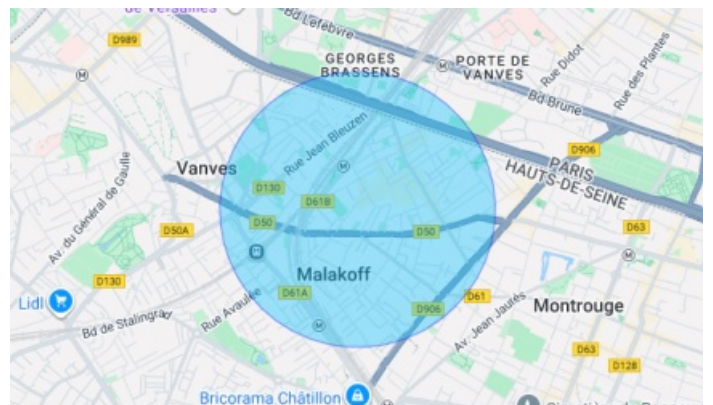 de Versailles
Bd Lefebvre
D989
GEORGES
BRASSENS
PORTE DE
VANVES
Rue Didot
Rue des Plantes
Bd Brune
Rue Jean Bleuzen
D906
PARIS
HAUTS-DE-SEINE
Vanves
Av. du Général de Gaulle
D130
D61B
D50A
D50
D50
D63
Malakoff
D130
D61A
D61
Lidl
Rue Avaulée
D906
Av. Jean Jaurès
Montrouge
Bd de Stalingrad
D63
D128
Bricorama Châtillon